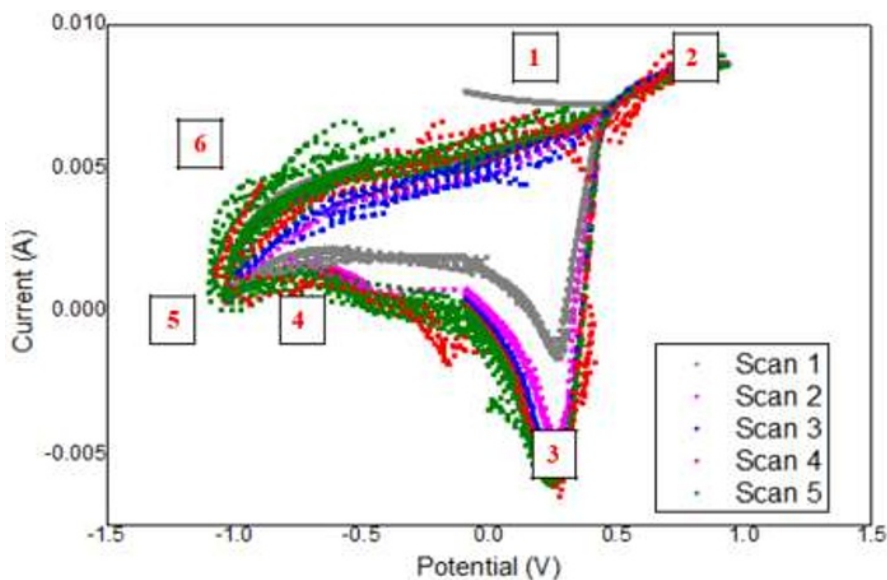 0.010
1
2
6
0.005
Current (A)
0.000
5
4
Scan 1
Scan 2
Scan 3
Scan 4
Scan 5
3
-0.005
-1.5
-1.0
-0.5
0.0
0.5
1.0
1.5
Potential (V)